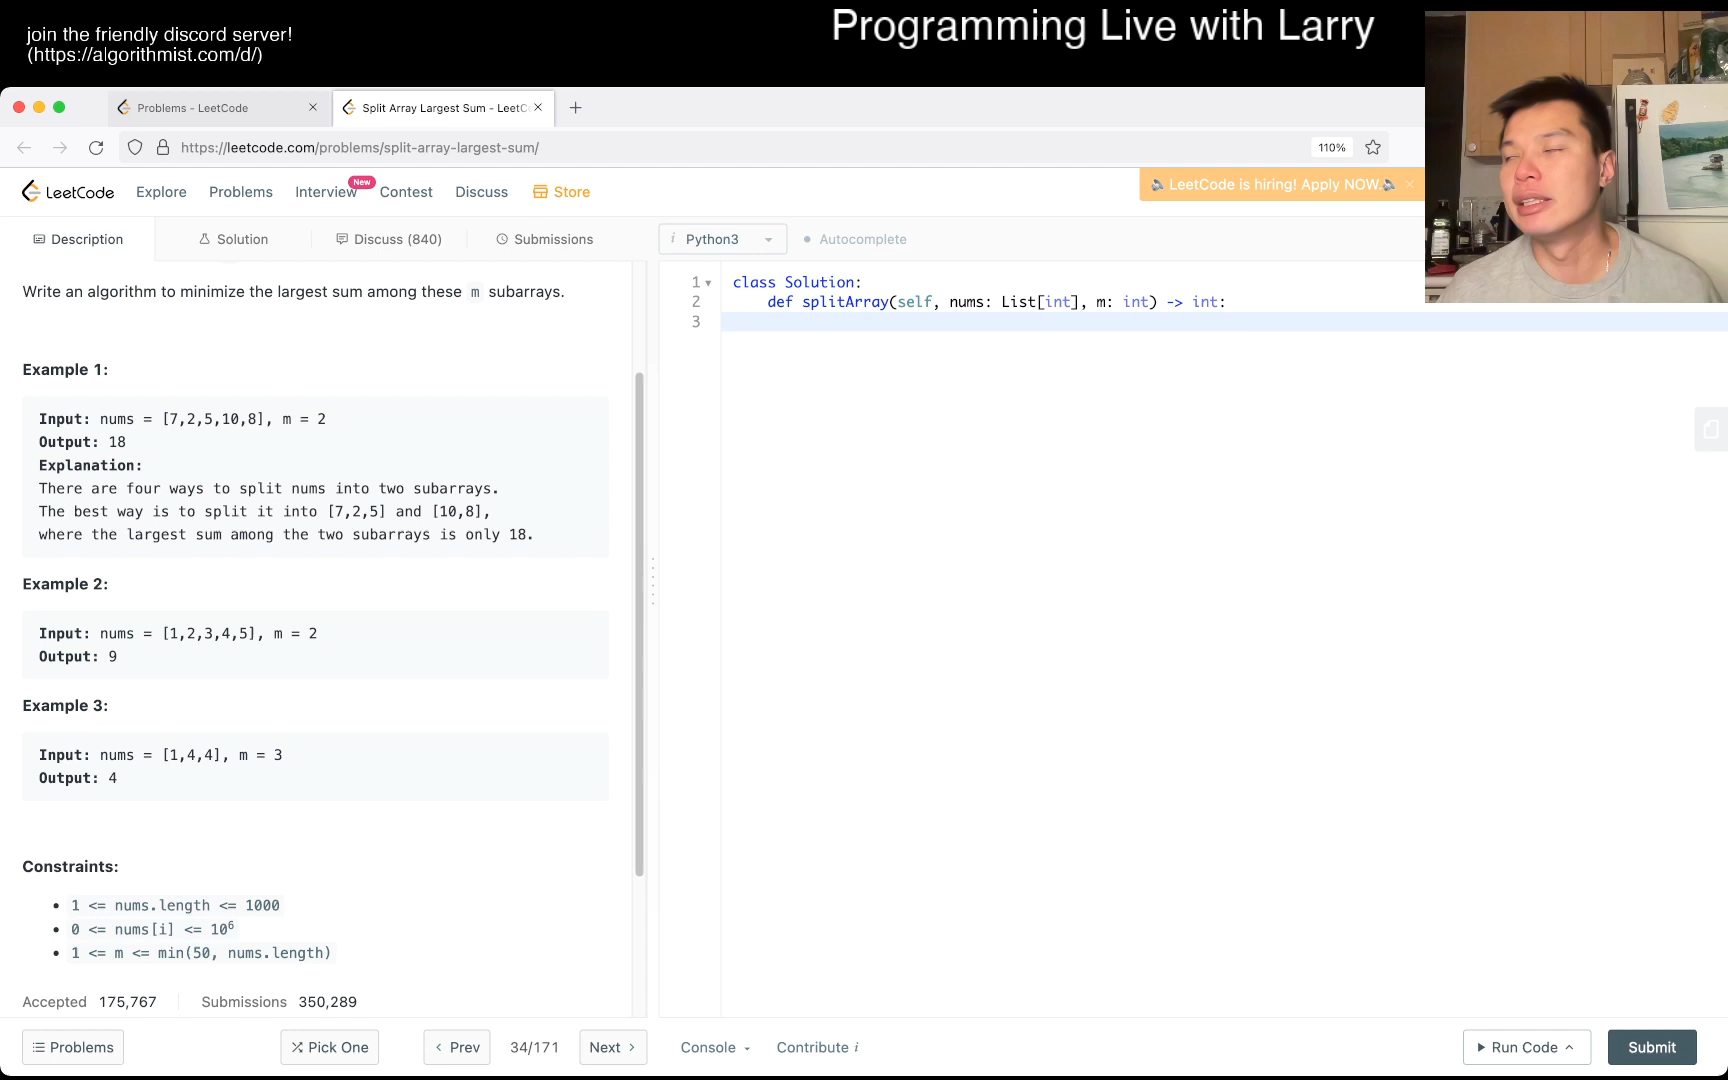 join the friendly discord server!
(https://algorithmist.com/d/)
Programming Live with Larry
Problems - LeetCode
Split Array Largest Sum - LeetC
https://leetcode.com/problems/split-array-largest-sum/
110%
LeetCode
Explore
Problems
Interview
New
Contest
Discuss
Store
LeetCode is hiring! Apply NOW.
Description
Solution
Discuss (840)
Submissions
i Python3
Autocomplete
Write an algorithm to minimize the largest sum among these m subarrays.
Example 1:
Input: nums = [7,2,5,10,8], m = 2
Output: 18
Explanation:
There are four ways to split nums into two subarrays.
The best way is to split it into [7,2,5] and [10,8],
where the largest sum among the two subarrays is only 18.
Example 2:
Input: nums = [1,2,3,4,5], m = 2
Output: 9
Example 3:
Input: nums = [1,4,4], m = 3
Output: 4
Constraints:
• 1 <= nums.length <= 1000
• 0 <= nums[i] <= 10⁶
• 1 <= m <= min(50, nums.length)
Accepted 175,767
Submissions 350,289
1 class Solution:
2 def splitArray(self, nums: List[int], m: int) -> int:
3
Problems
Pick One
< Prev
34/171
Next >
Console
Contribute i
Run Code
Submit